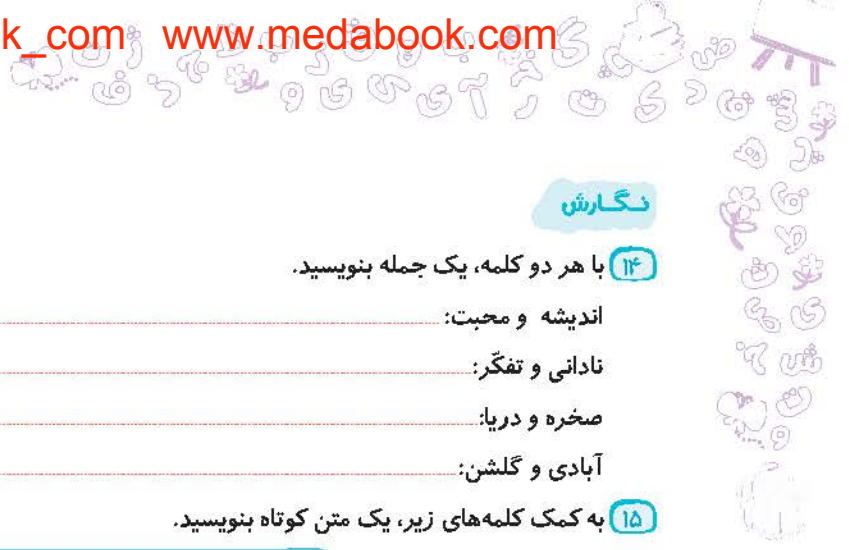 k_com www.medabook.com
نگارش
۱۴ با هر دو کلمه، یک جمله بنویسید.
اندیشه و محبت:
نادانی و تفکّر:
صخره و دریا:
آبادی و گلشن:
۱۵ به کمک کلمه‌های زیر، یک متن کوتاه بنویسید.